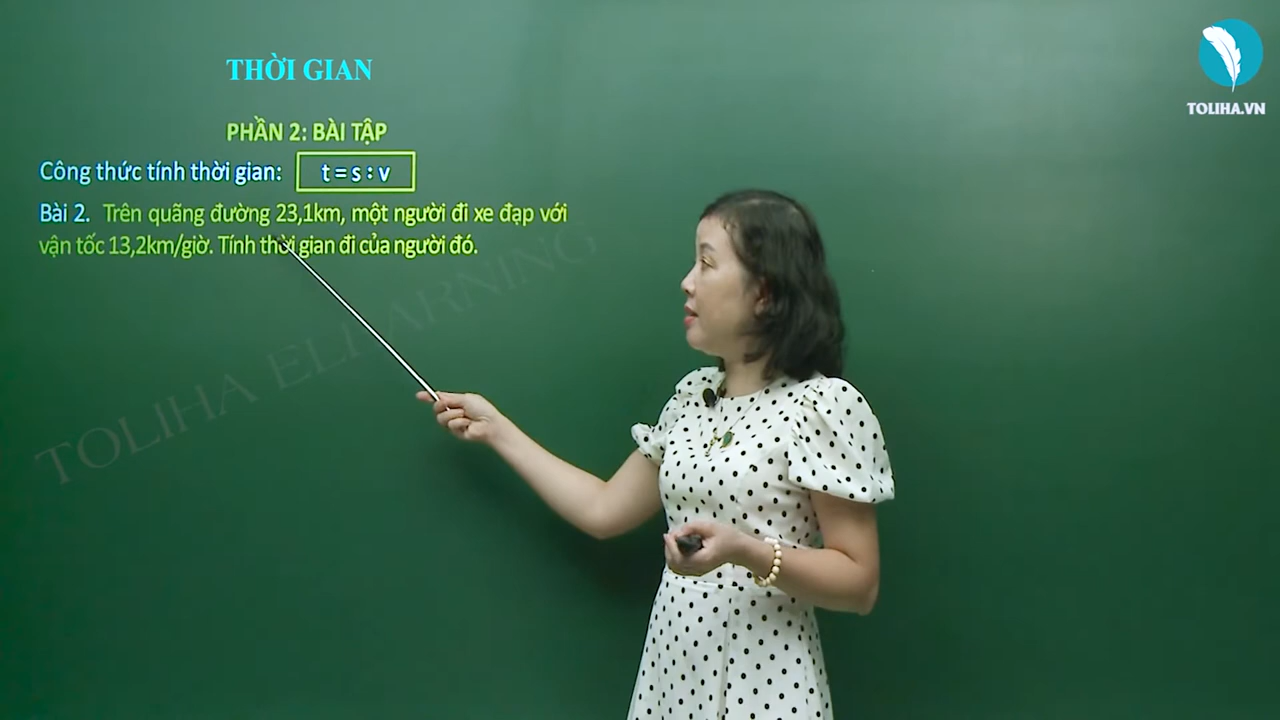 THỜI GIAN
TOLIHA.VN
PHẦN 2: BÀI TẬP
Công thức tính thời gian: t = s : v
Bài 2. Trên quãng đường 23,1km, một người đi xe đạp với
vận tốc 13,2km/giờ. Tính thời gian đi của người đó.
TOLIHA ELEARNING